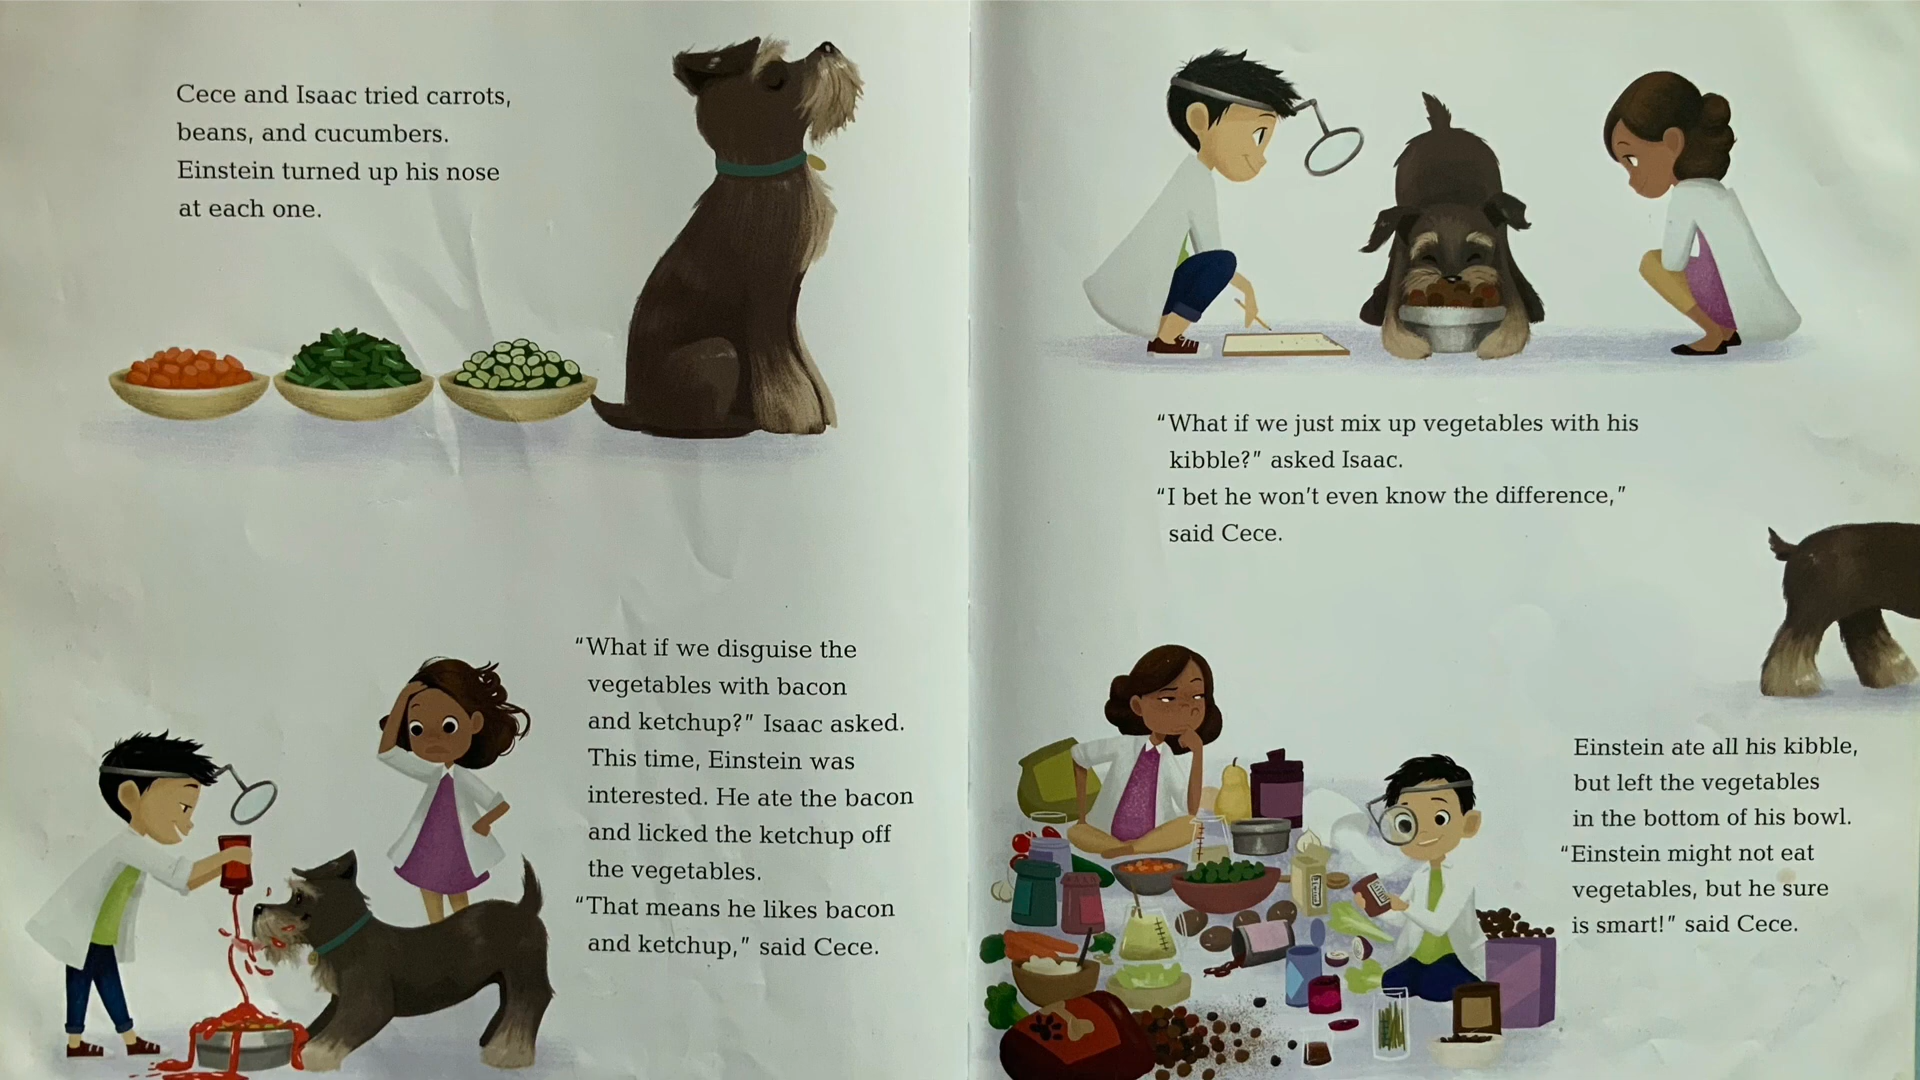 Cece and Isaac tried carrots,
beans, and cucumbers.
Einstein turned up his nose
at each one.
“What if we disguise the
vegetables with bacon
and ketchup?” Isaac asked.
This time, Einstein was
interested. He ate the bacon
and licked the ketchup off
the vegetables.
“That means he likes bacon
and ketchup,” said Cece.
“What if we just mix up vegetables with his
kibble?” asked Isaac.
“I bet he won’t even know the difference,”
said Cece.
Einstein ate all his kibble,
but left the vegetables
in the bottom of his bowl.
“Einstein might not eat
vegetables, but he sure
is smart!” said Cece.